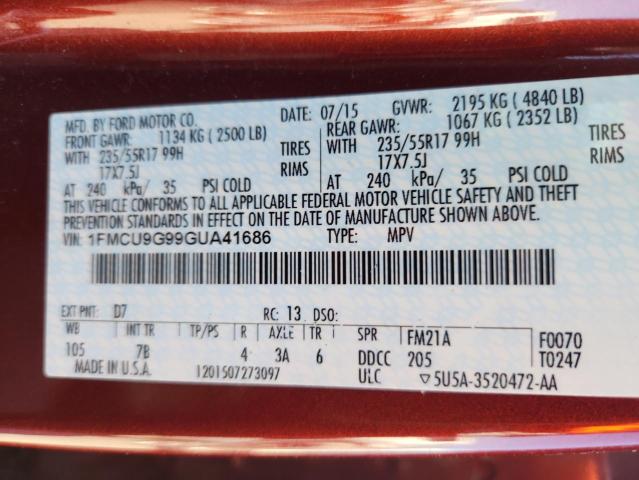 MFD. BY FORD MOTOR CO. DATE: 07/15 GVWR: 2195 KG ( 4840 LB)
FRONT GAWR: 1134 KG ( 2500 LB) REAR GAWR: 1067 KG ( 2352 LB)
WITH 235/55R17 99H TIRES WITH 235/55R17 99H TIRES
17X7.5J RIMS 17X7.5J RIMS
AT 240 kPa/ 35 PSI COLD AT 240 kPa/ 35 PSI COLD
THIS VEHICLE CONFORMS TO ALL APPLICABLE FEDERAL MOTOR VEHICLE SAFETY AND THEFT
PREVENTION STANDARDS IN EFFECT ON THE DATE OF MANUFACTURE SHOWN ABOVE.
VIN: 1FMCU9G99GUA41686 TYPE: MPV
EXT PNT: D7 RC: 13 DSO:
WB INT TR TP/PS R AXLE TR SPR FM21A F0070
105 7B 4 3A 6 DDCC 205 T0247
MADE IN U.S.A. 1201507273097 ULC ▽5U5A-3520472-AA